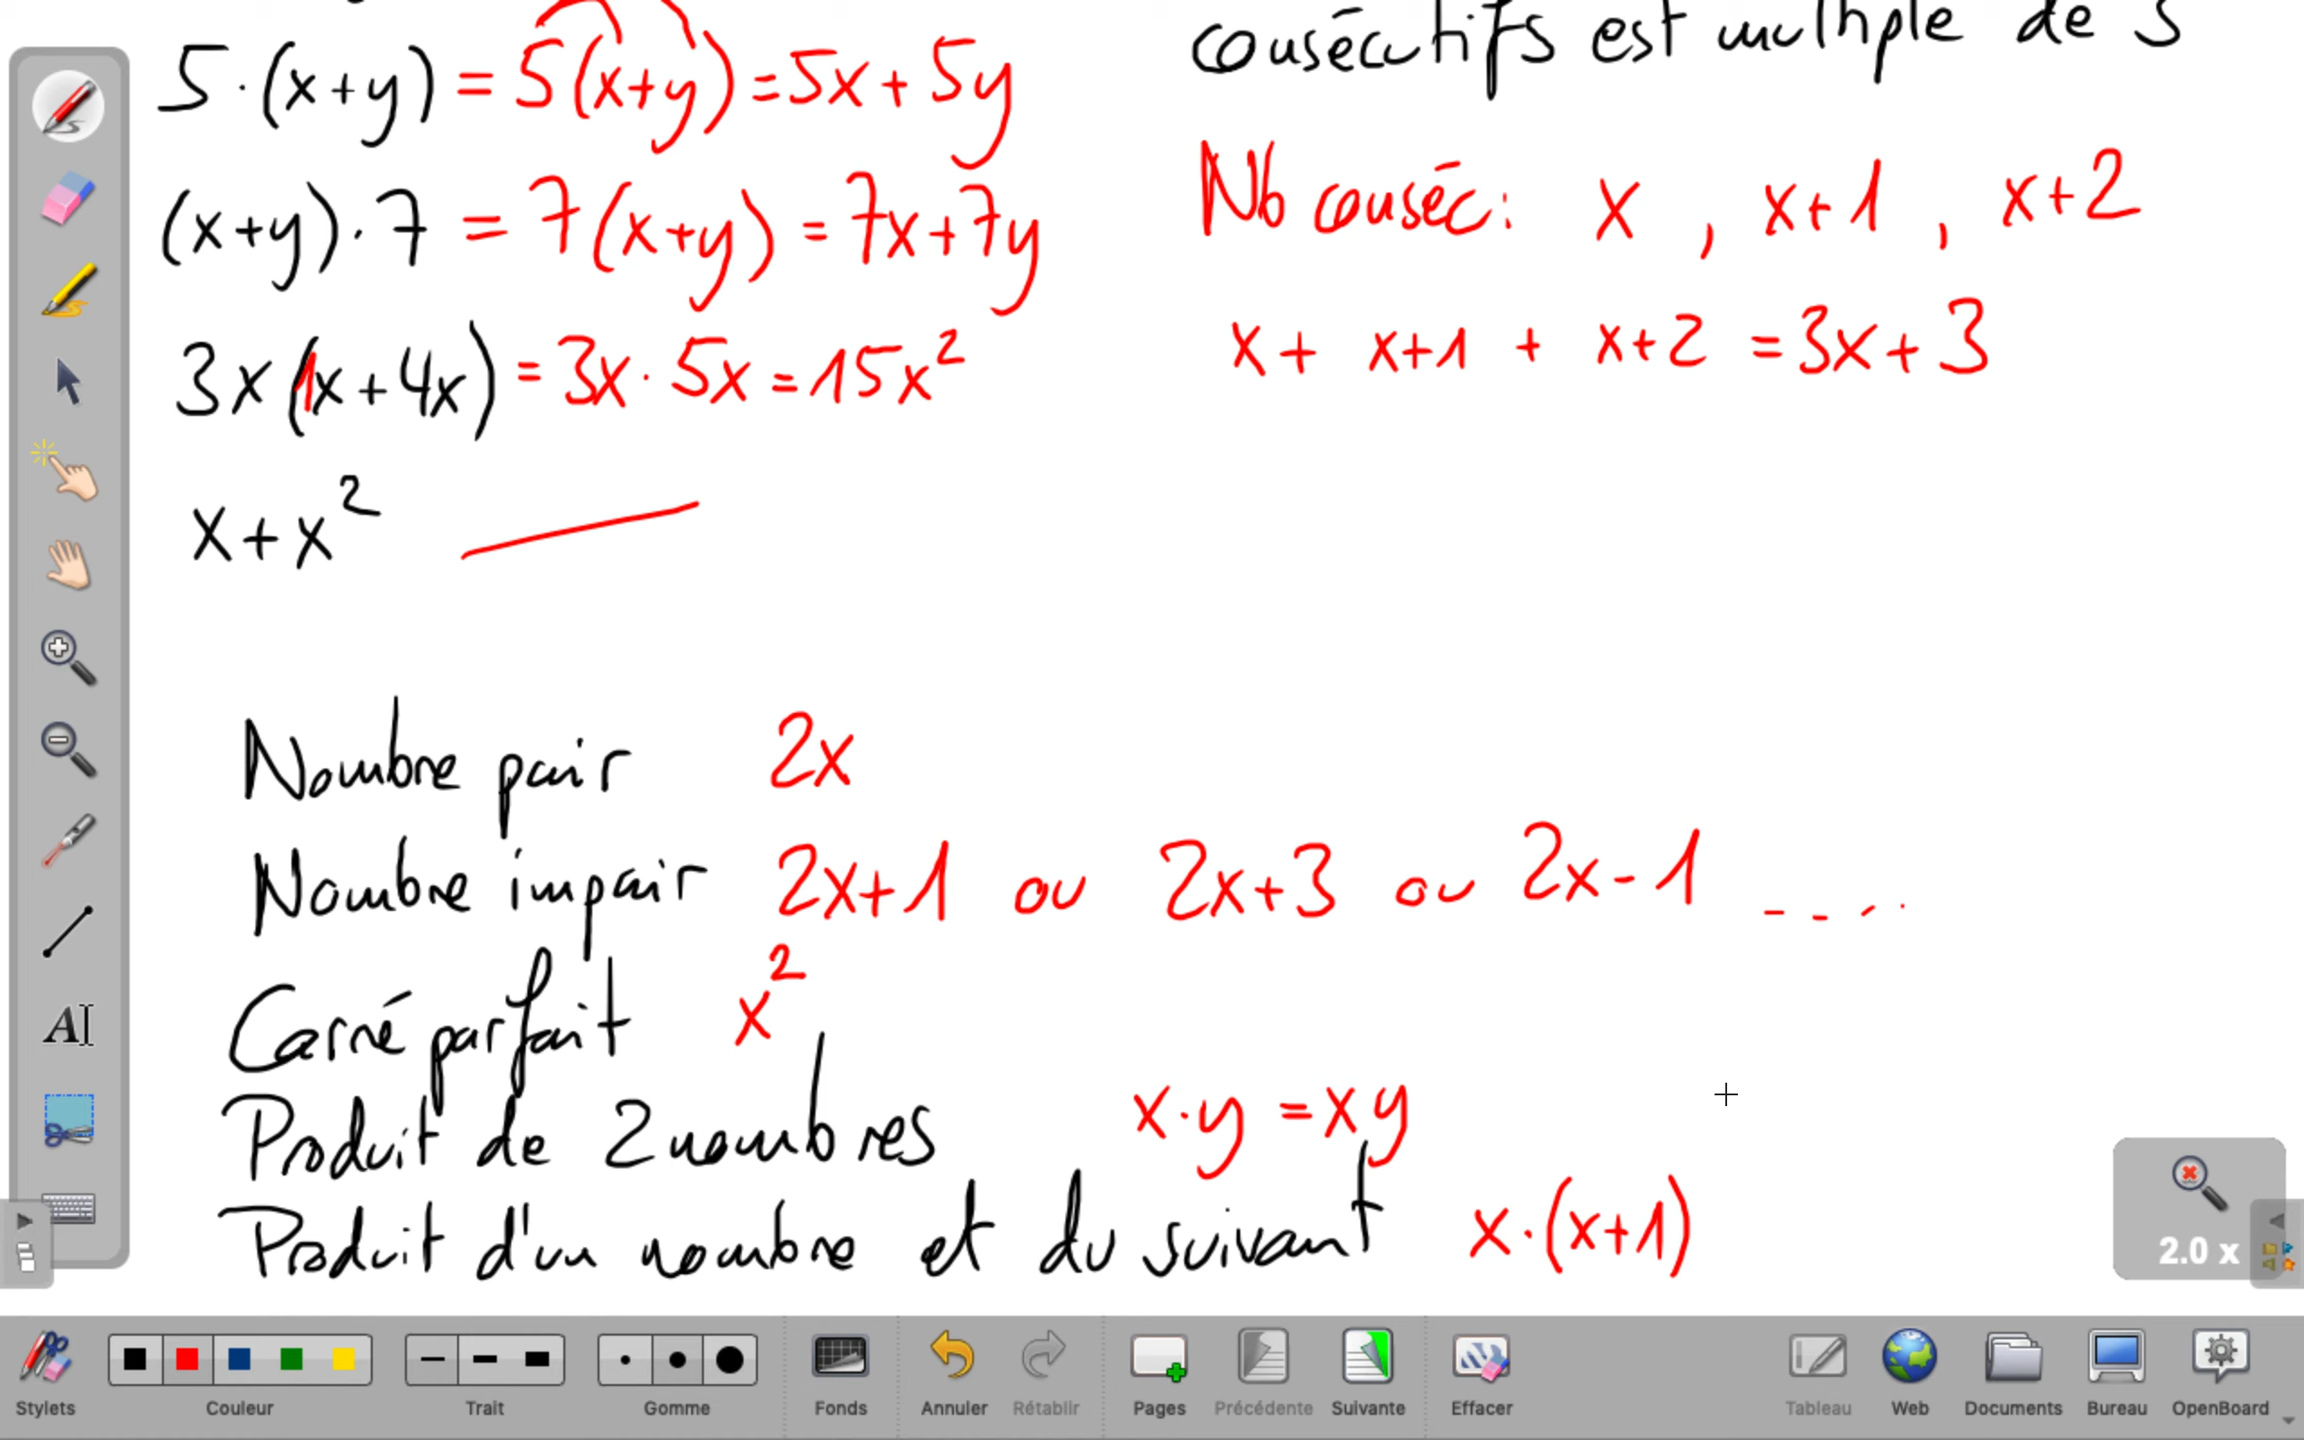 5·(x+y) = 5(x+y) = 5x + 5y
(x+y)·7 = 7(x+y) = 7x+7y
3x(1x+4x) = 3x·5x = 15x²
x+x²
consécutifs est multiple de 3
Nb conséc: x , x+1 , x+2
x + x+1 + x+2 = 3x+3
Nombre pair 2x
Nombre impair 2x+1 ou 2x+3 ou 2x-1 ....
Carré parfait x²
Produit de 2 nombres x·y = xy
Produit d'un nombre et du suivant x·(x+1)
2.0 x
Stylets Couleur Trait Gomme Fonds Annuler Rétablir Pages Précédente Suivante Effacer Tableau Web Documents Bureau OpenBoard